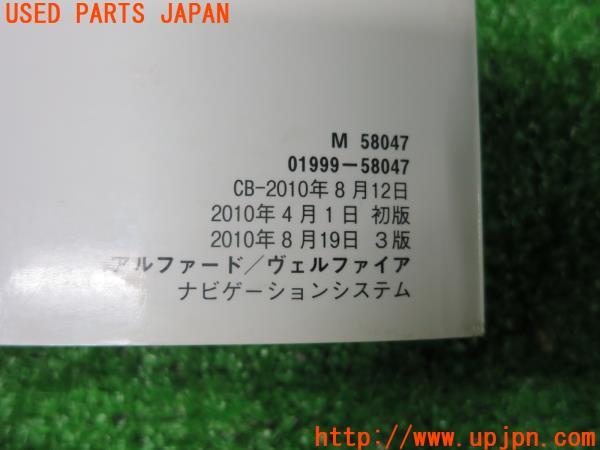 USED PARTS JAPAN
M 58047
01999-58047
CB-2010年8月12日
2010年4月1日 初版
2010年8月19日 3版
アルファード/ヴェルファイア
ナビゲーションシステム
Used Parts Japan
www.upjpn.com